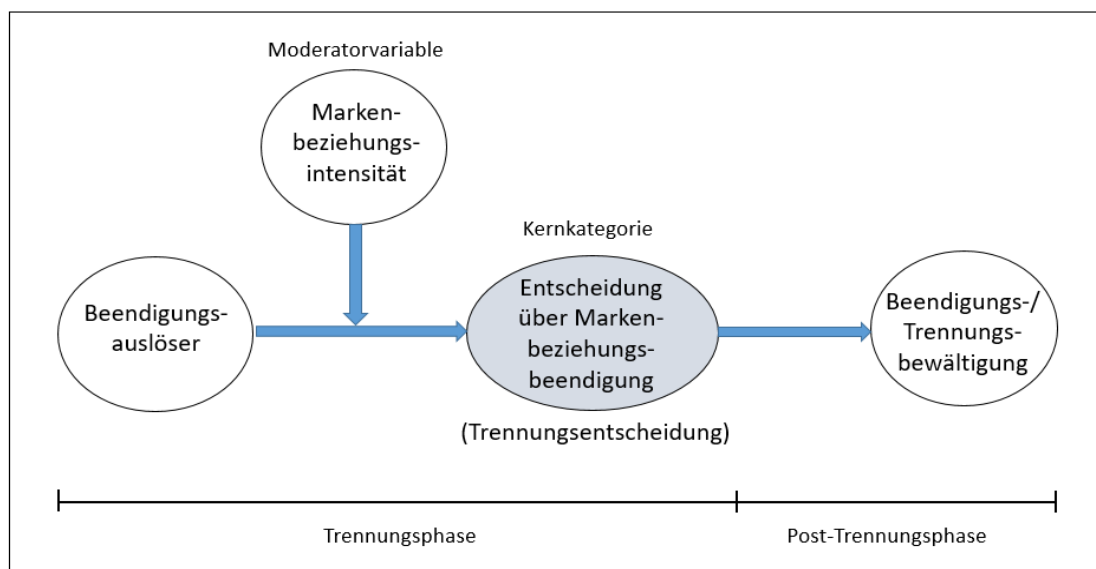 Moderatorvariable
Marken-
beziehungs-
intensität
Kernkategorie
Beendigungs-
auslöser
Entscheidung
über Marken-
beziehungs-
beendigung
Beendigungs-/
Trennungs-
bewältigung
(Trennungsentscheidung)
Trennungsphase
Post-Trennungsphase